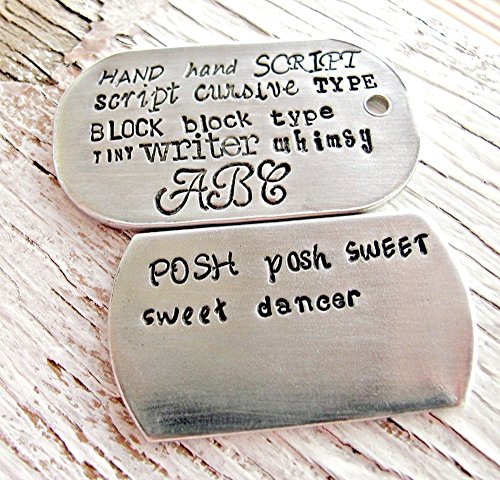 HAND hand SCRIPT
script cursive TYPE
BLOCK block type
TINY writer whimsy
ABC
POSH posh SWEET
sweet dancer